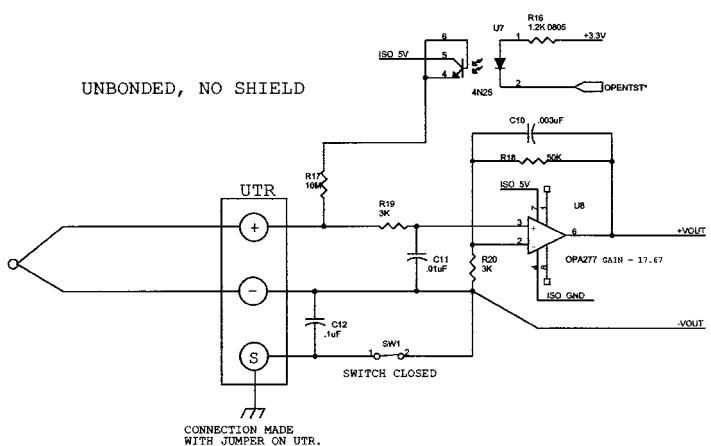 R16
1.2K 0805
U7
1
+3.3V
6
ISO 5V
5
4
2
4N25
OPENTST*
UNBONDED, NO SHIELD
C10
.003uF
R18
50K
R17
10M
UTR
ISO 5V
U8
R19
3K
7
1
+
3
+
6
+VOUT
2
-
C11
.01uF
R20
3K
4
8
OPA277 GAIN = 17.67
-
ISO GND
C12
.1uF
-VOUT
SW1
1
2
S
SWITCH CLOSED
CONNECTION MADE
WITH JUMPER ON UTR.